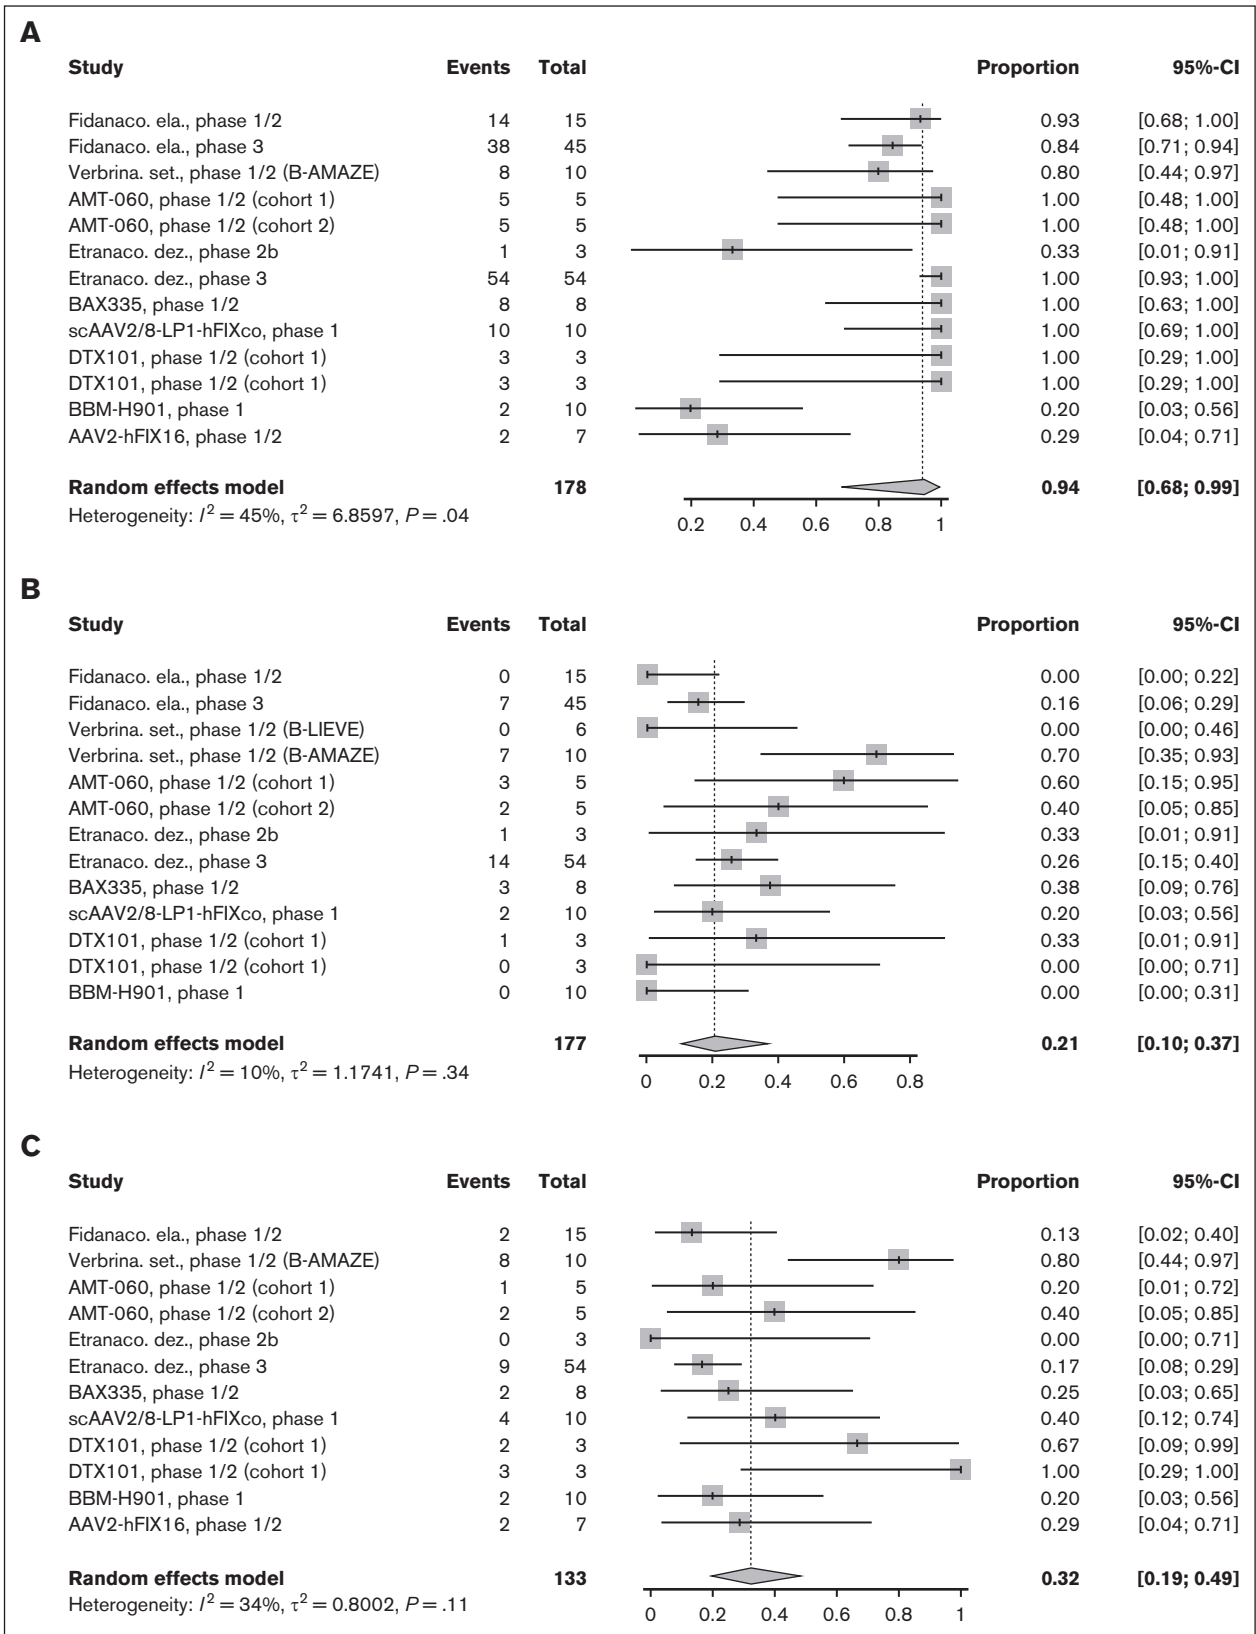 A
Study Events Total Proportion 95%-CI
Fidanaco. ela., phase 1/2 14 15 0.93 [0.68; 1.00]
Fidanaco. ela., phase 3 38 45 0.84 [0.71; 0.94]
Verbrina. set., phase 1/2 (B-AMAZE) 8 10 0.80 [0.44; 0.97]
AMT-060, phase 1/2 (cohort 1) 5 5 1.00 [0.48; 1.00]
AMT-060, phase 1/2 (cohort 2) 5 5 1.00 [0.48; 1.00]
Etranaco. dez., phase 2b 1 3 0.33 [0.01; 0.91]
Etranaco. dez., phase 3 54 54 1.00 [0.93; 1.00]
BAX335, phase 1/2 8 8 1.00 [0.63; 1.00]
scAAV2/8-LP1-hFIXco, phase 1 10 10 1.00 [0.69; 1.00]
DTX101, phase 1/2 (cohort 1) 3 3 1.00 [0.29; 1.00]
DTX101, phase 1/2 (cohort 1) 3 3 1.00 [0.29; 1.00]
BBM-H901, phase 1 2 10 0.20 [0.03; 0.56]
AAV2-hFIX16, phase 1/2 2 7 0.29 [0.04; 0.71]
Random effects model 178 0.94 [0.68; 0.99]
Heterogeneity: I² = 45%, τ² = 6.8597, P = .04
0.2 0.4 0.6 0.8 1
B
Study Events Total Proportion 95%-CI
Fidanaco. ela., phase 1/2 0 15 0.00 [0.00; 0.22]
Fidanaco. ela., phase 3 7 45 0.16 [0.06; 0.29]
Verbrina. set., phase 1/2 (B-LIEVE) 0 6 0.00 [0.00; 0.46]
Verbrina. set., phase 1/2 (B-AMAZE) 7 10 0.70 [0.35; 0.93]
AMT-060, phase 1/2 (cohort 1) 3 5 0.60 [0.15; 0.95]
AMT-060, phase 1/2 (cohort 2) 2 5 0.40 [0.05; 0.85]
Etranaco. dez., phase 2b 1 3 0.33 [0.01; 0.91]
Etranaco. dez., phase 3 14 54 0.26 [0.15; 0.40]
BAX335, phase 1/2 3 8 0.38 [0.09; 0.76]
scAAV2/8-LP1-hFIXco, phase 1 2 10 0.20 [0.03; 0.56]
DTX101, phase 1/2 (cohort 1) 1 3 0.33 [0.01; 0.91]
DTX101, phase 1/2 (cohort 1) 0 3 0.00 [0.00; 0.71]
BBM-H901, phase 1 0 10 0.00 [0.00; 0.31]
Random effects model 177 0.21 [0.10; 0.37]
Heterogeneity: I² = 10%, τ² = 1.1741, P = .34
0 0.2 0.4 0.6 0.8
C
Study Events Total Proportion 95%-CI
Fidanaco. ela., phase 1/2 2 15 0.13 [0.02; 0.40]
Verbrina. set., phase 1/2 (B-AMAZE) 8 10 0.80 [0.44; 0.97]
AMT-060, phase 1/2 (cohort 1) 1 5 0.20 [0.01; 0.72]
AMT-060, phase 1/2 (cohort 2) 2 5 0.40 [0.05; 0.85]
Etranaco. dez., phase 2b 0 3 0.00 [0.00; 0.71]
Etranaco. dez., phase 3 9 54 0.17 [0.08; 0.29]
BAX335, phase 1/2 2 8 0.25 [0.03; 0.65]
scAAV2/8-LP1-hFIXco, phase 1 4 10 0.40 [0.12; 0.74]
DTX101, phase 1/2 (cohort 1) 2 3 0.67 [0.09; 0.99]
DTX101, phase 1/2 (cohort 1) 3 3 1.00 [0.29; 1.00]
BBM-H901, phase 1 2 10 0.20 [0.03; 0.56]
AAV2-hFIX16, phase 1/2 2 7 0.29 [0.04; 0.71]
Random effects model 133 0.32 [0.19; 0.49]
Heterogeneity: I² = 34%, τ² = 0.8002, P = .11
0 0.2 0.4 0.6 0.8 1